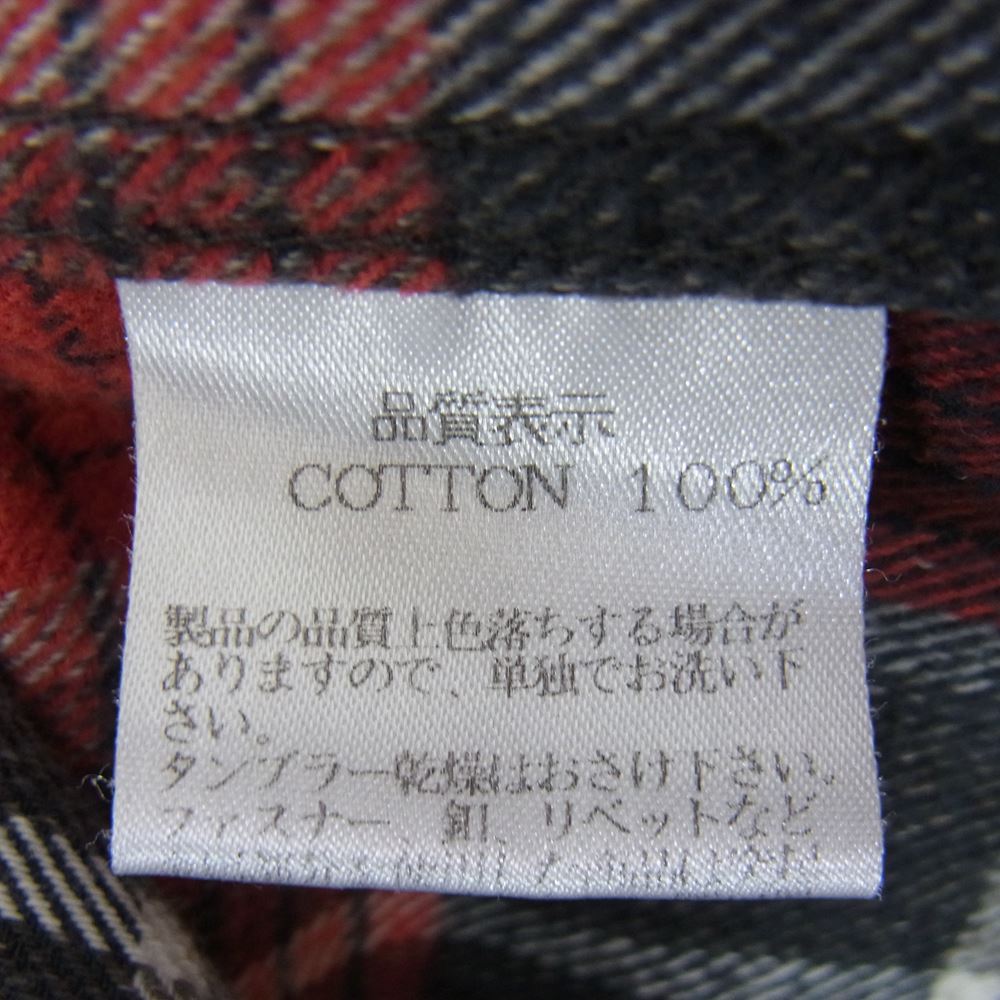 品質表示
COTTON 100%
製品の品質上色落ちする場合が
ありますので、単独でお洗い下
さい。
タンブラー乾燥はおさけ下さい。
ファスナー 釦、リベットなど